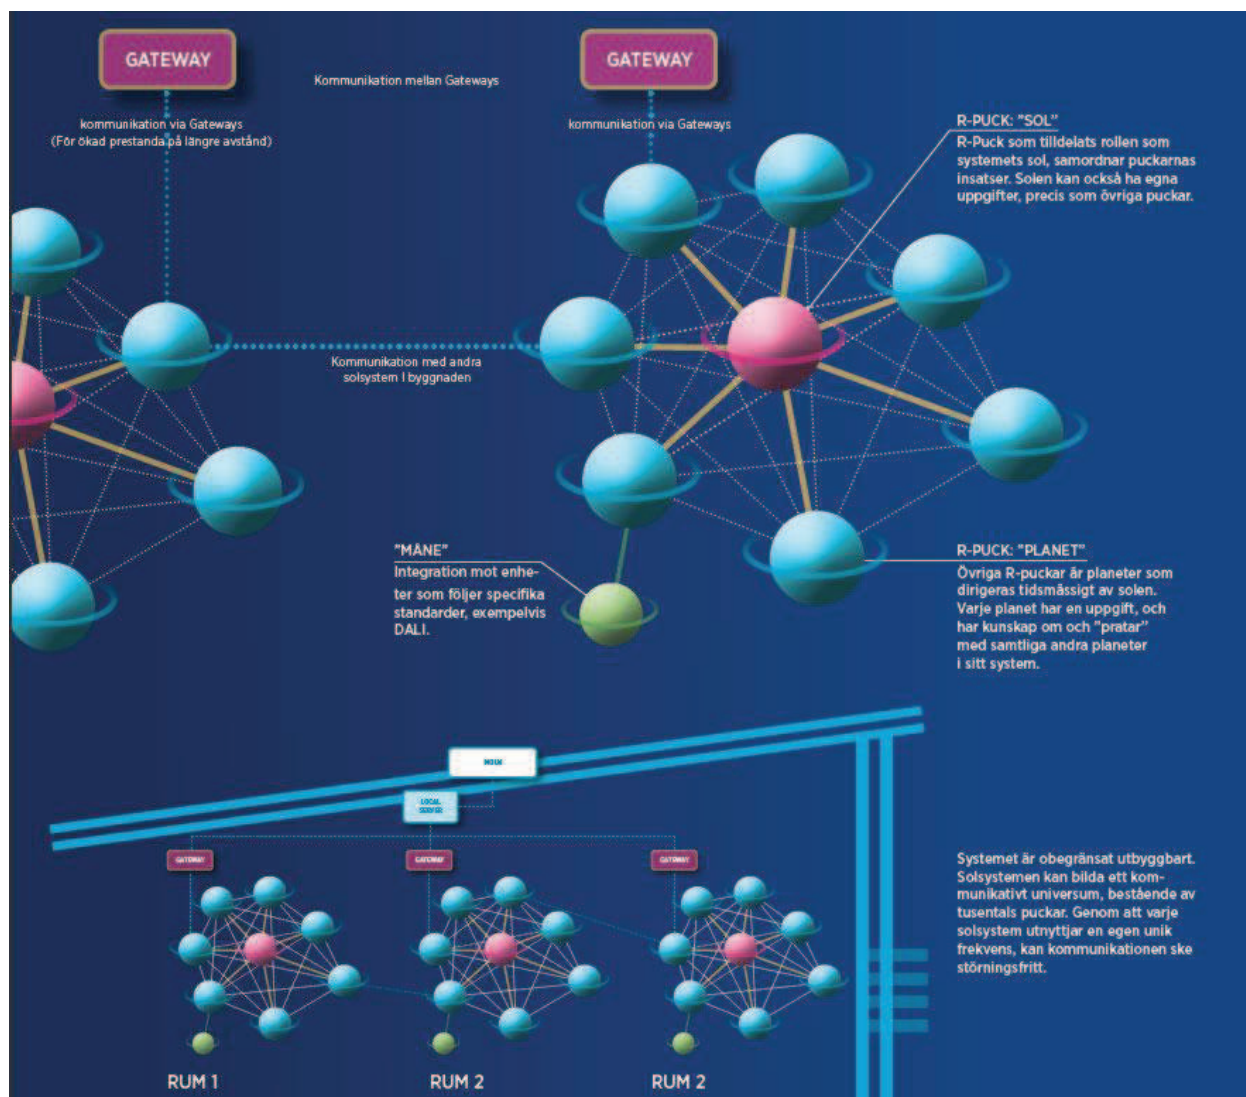 GATEWAY
GATEWAY
Kommunikation mellan Gateways
kommunikation via Gateways
(För ökad prestanda på längre avstånd)
kommunikation via Gateways
R-PUCK: "SOL"
R-Puck som tilldelats rollen som
systemets sol, samordnar puckarnas
insatser. Solen kan också ha egna
uppgifter, precis som övriga puckar.
Kommunikation med andra
solsystem I byggnaden
"MÅNE"
Integration mot enhe-
ter som följer specifika
standarder, exempelvis
DALI.
R-PUCK: "PLANET"
Övriga R-puckar är planeter som
dirigeras tidsmässigt av solen.
Varje planet har en uppgift, och
har kunskap om och "pratar"
med samtliga andra planeter
i sitt system.
MOLN
LOCAL
SERVER
GATEWAY
GATEWAY
GATEWAY
Systemet är obegränsat utbyggbart.
Solsystemen kan bilda ett kom-
munikativt universum, bestående av
tusentals puckar. Genom att varje
solsystem utnyttjar en egen unik
frekvens, kan kommunikationen ske
störningsfritt.
RUM 1
RUM 2
RUM 2